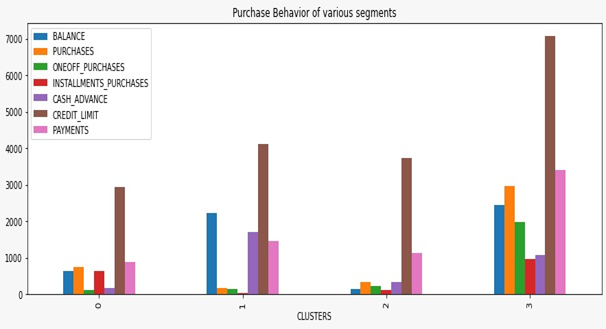 Purchase Behavior of various segments
7000
6000
5000
4000
3000
2000
1000
0
BALANCE
PURCHASES
ONEOFF_PURCHASES
INSTALLMENTS_PURCHASES
CASH_ADVANCE
CREDIT_LIMIT
PAYMENTS
0
1
2
3
CLUSTERS